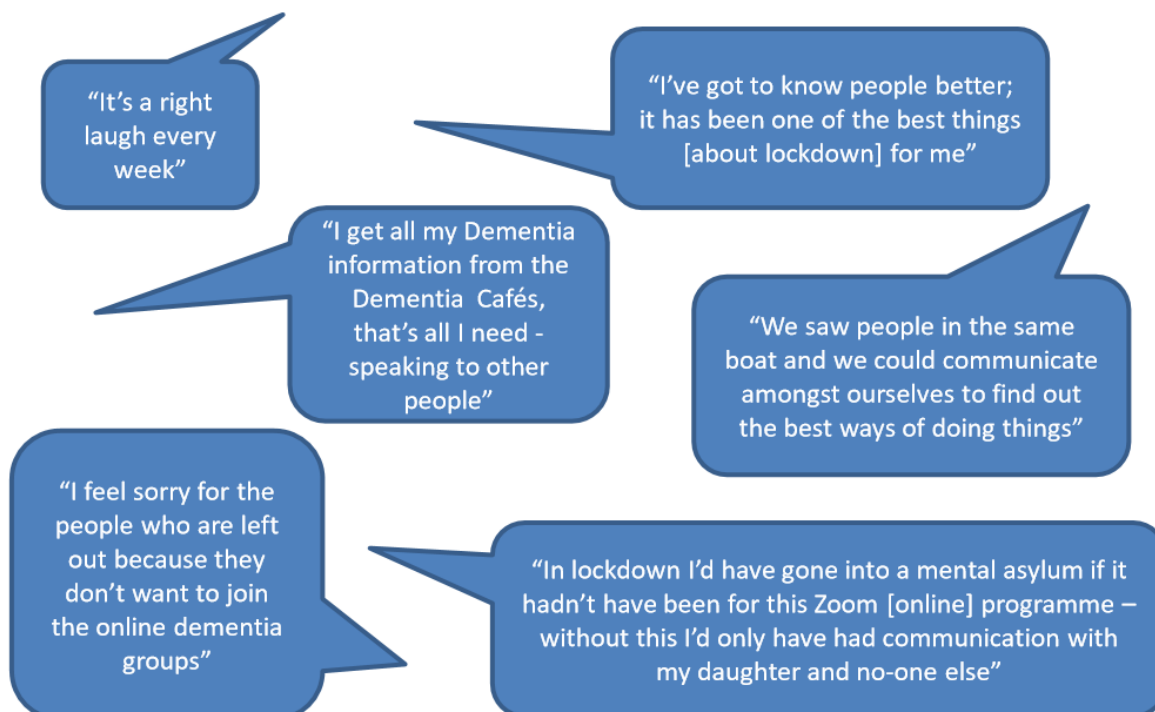 “It’s a right
laugh every
week”
“I’ve got to know people better;
it has been one of the best things
[about lockdown] for me”
“I get all my Dementia
information from the
Dementia Cafés,
that’s all I need -
speaking to other
people”
“We saw people in the same
boat and we could communicate
amongst ourselves to find out
the best ways of doing things”
“I feel sorry for the
people who are left
out because they
don’t want to join
the online dementia
groups”
“In lockdown I’d have gone into a mental asylum if it
hadn’t have been for this Zoom [online] programme –
without this I’d only have had communication with
my daughter and no-one else”